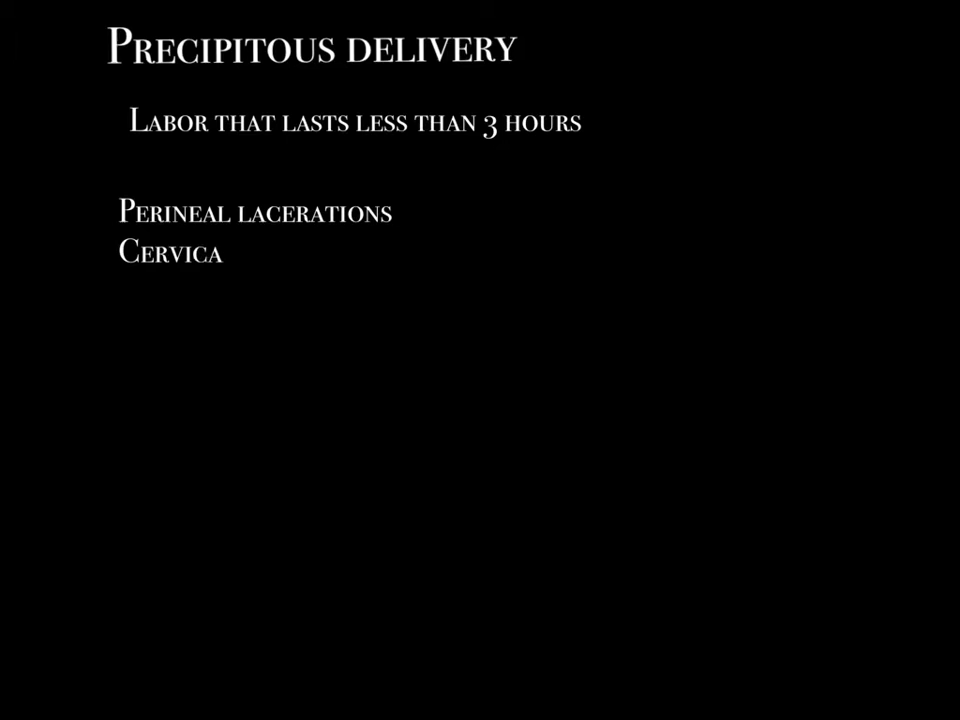 Precipitous delivery
Labor that lasts less than 3 hours
Perineal lacerations
Cervica